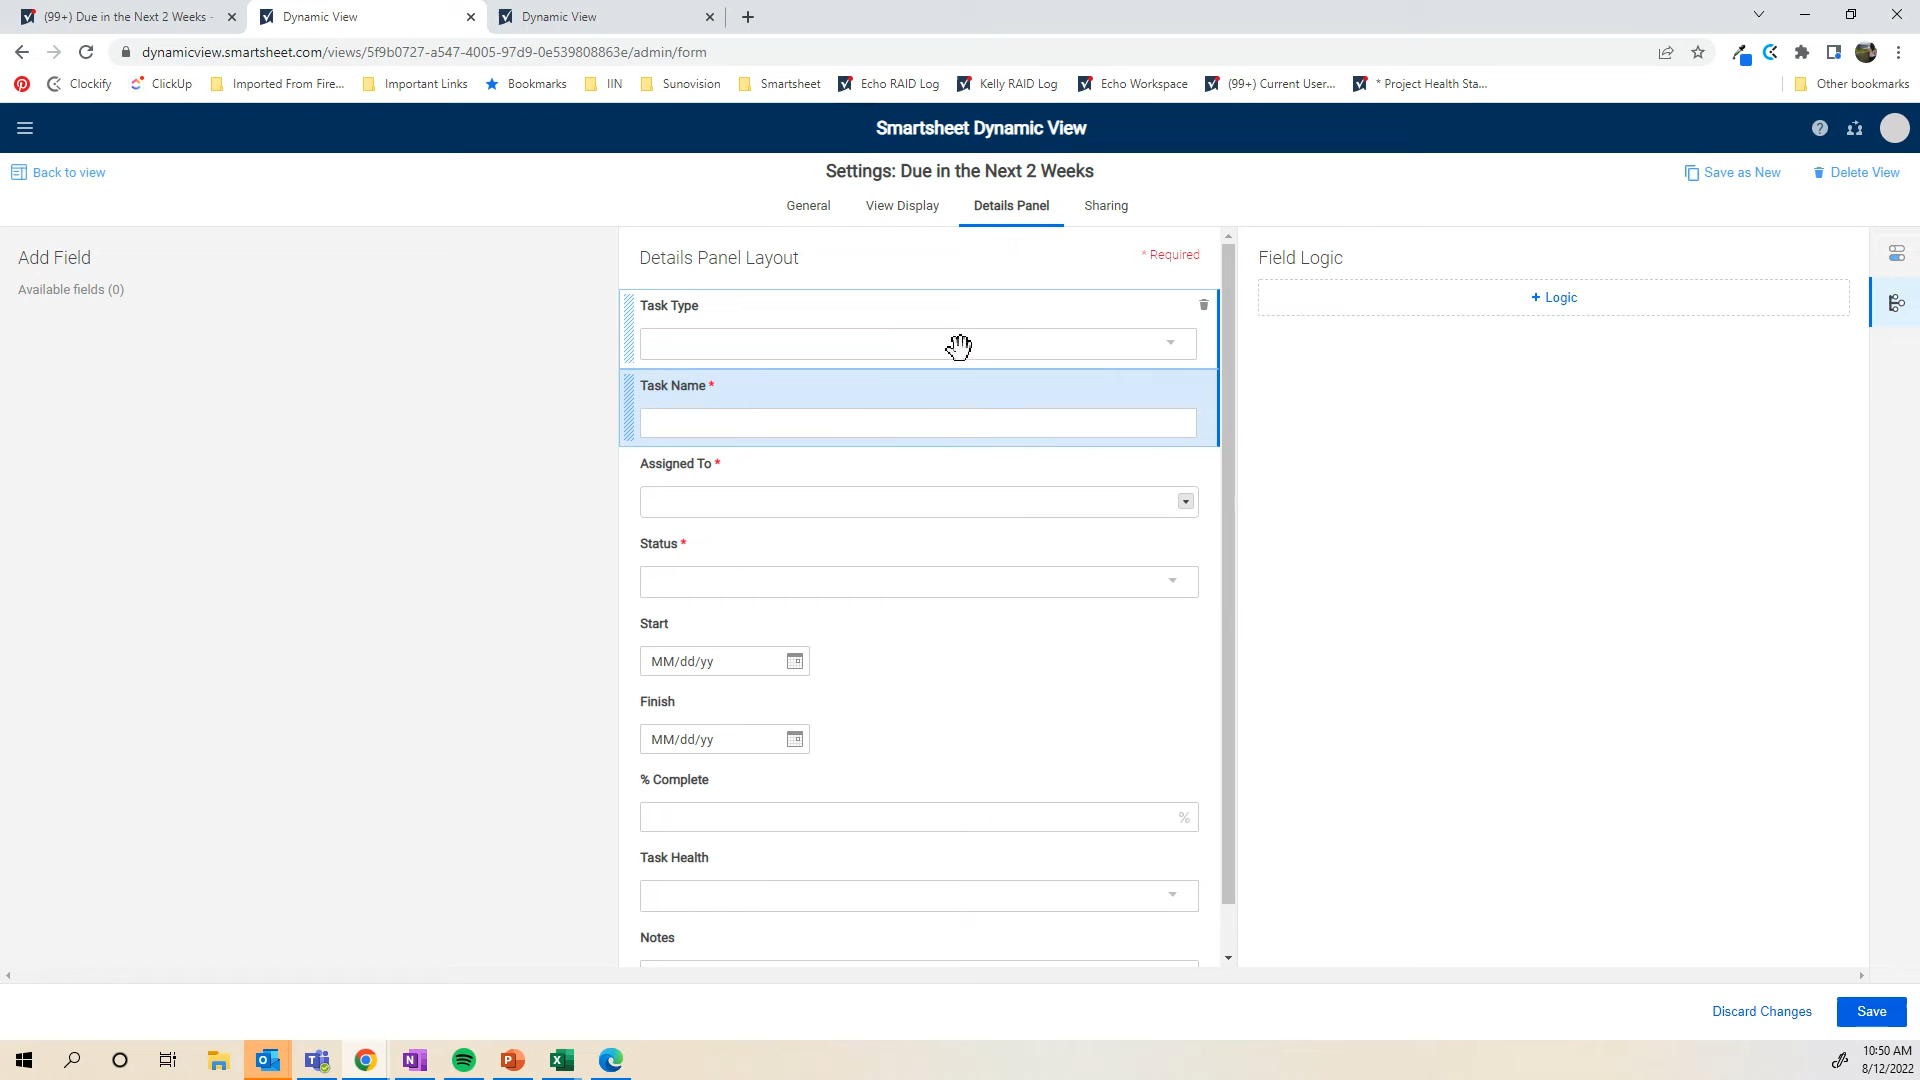 (99+) Due in the Next 2 Weeks -
Dynamic View
Dynamic View
dynamicview.smartsheet.com/views/5f9b0727-a547-4005-97d9-0e539808863e/admin/form
Clockify
ClickUp
Imported From Fire...
Important Links
Bookmarks
IIN
Sunovision
Smartsheet
Echo RAID Log
Kelly RAID Log
Echo Workspace
(99+) Current User...
* Project Health Sta...
Other bookmarks
Smartsheet Dynamic View
Back to view
Settings: Due in the Next 2 Weeks
Save as New
Delete View
General
View Display
Details Panel
Sharing
Add Field
Available fields (0)
Details Panel Layout
* Required
Task Type
Task Name *
Assigned To *
Status *
Start
MM/dd/yy
Finish
MM/dd/yy
% Complete
%
Task Health
Notes
Field Logic
+ Logic
Discard Changes
Save
10:50 AM
8/12/2022